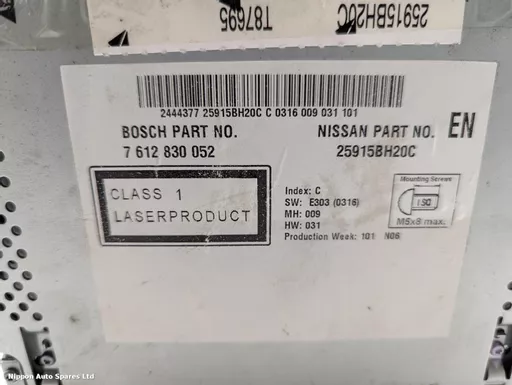 T87695
25915BH20C
2444377 25915BH20C C 0316 009 031 101
BOSCH PART NO.
7 612 830 052
NISSAN PART NO.
25915BH20C
EN
CLASS 1
LASERPRODUCT
Index: C
SW: E303 (0316)
MH: 009
HW: 031
Production Week: 101 N06
Mounting Screws
ISO
M5x8 max.
Nippon Auto Spares Ltd